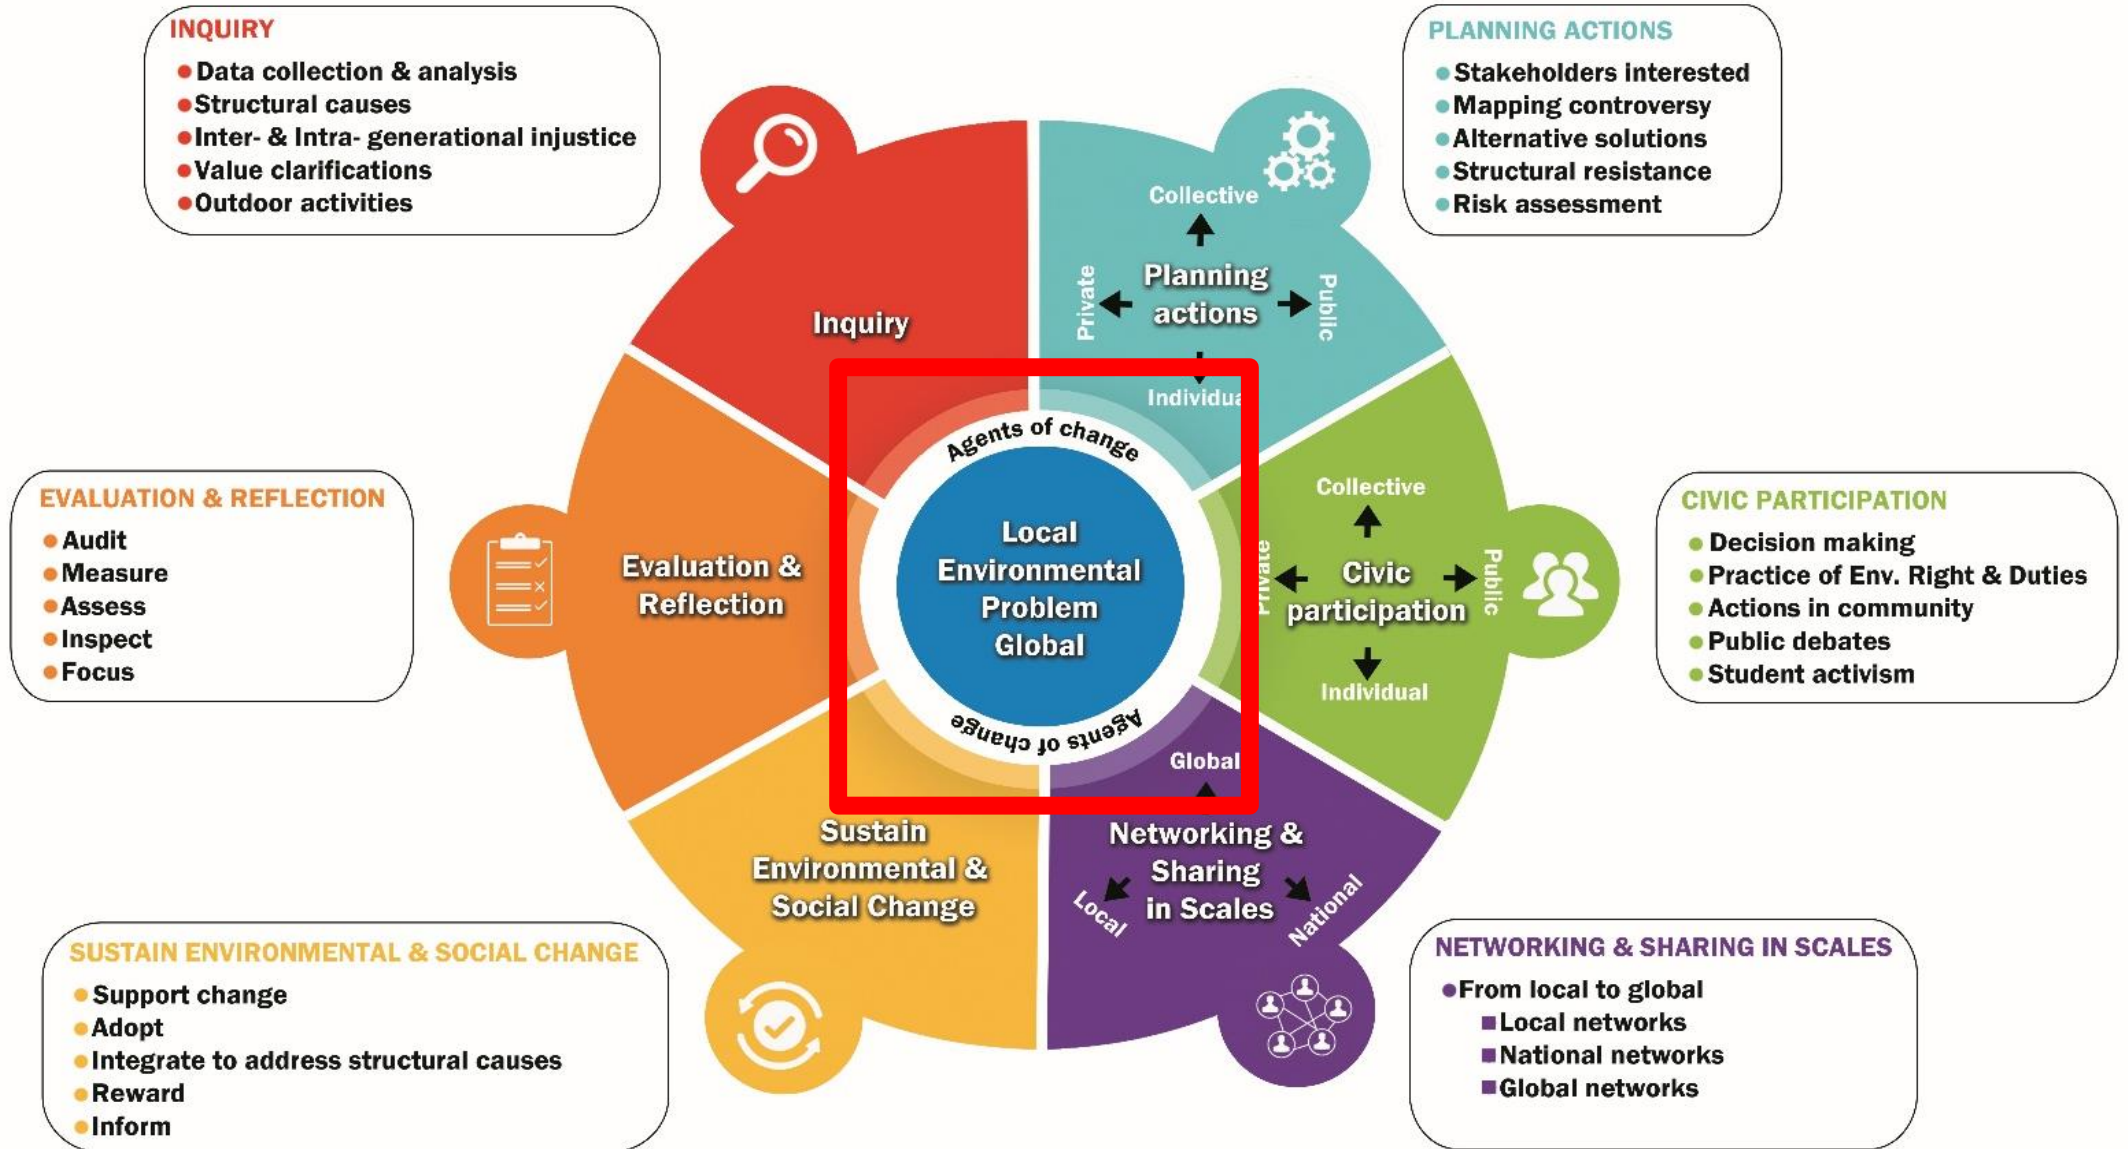 INQUIRY
Data collection & analysis
Structural causes
Inter- & Intra- generational injustice
Value clarifications
Outdoor activities
PLANNING ACTIONS
Stakeholders interested
Mapping controversy
Alternative solutions
Structural resistance
Risk assessment
Inquiry
Collective
Private
Planning
actions
Public
Individual
EVALUATION & REFLECTION
Audit
Measure
Assess
Inspect
Focus
Evaluation &
Reflection
Agents of change
Local
Environmental
Problem
Global
Agents of change
Collective
Private
Civic
participation
Public
Individual
CIVIC PARTICIPATION
Decision making
Practice of Env. Right & Duties
Actions in community
Public debates
Student activism
Sustain
Environmental &
Social Change
Global
Networking &
Sharing
in Scales
Local
National
SUSTAIN ENVIRONMENTAL & SOCIAL CHANGE
Support change
Adopt
Integrate to address structural causes
Reward
Inform
NETWORKING & SHARING IN SCALES
From local to global
Local networks
National networks
Global networks